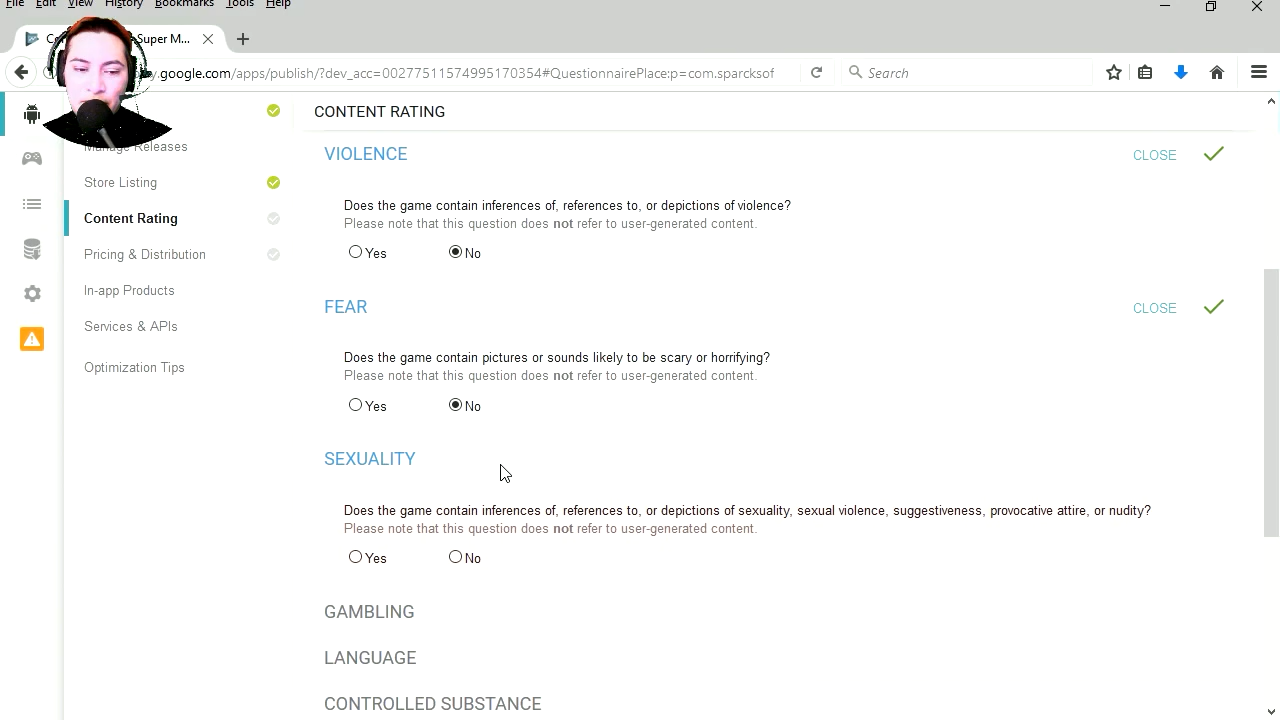 File Edit View History Bookmarks Tools Help
Super M...
.google.com/apps/publish/?dev_acc=00277511574995170354#QuestionnairePlace:p=com.sparcksof
Search
CONTENT RATING
Manage Releases
Store Listing
Content Rating
Pricing & Distribution
In-app Products
Services & APIs
Optimization Tips
VIOLENCE
CLOSE
Does the game contain inferences of, references to, or depictions of violence?
Please note that this question does not refer to user-generated content.
Yes No
FEAR
CLOSE
Does the game contain pictures or sounds likely to be scary or horrifying?
Please note that this question does not refer to user-generated content.
Yes No
SEXUALITY
Does the game contain inferences of, references to, or depictions of sexuality, sexual violence, suggestiveness, provocative attire, or nudity?
Please note that this question does not refer to user-generated content.
Yes No
GAMBLING
LANGUAGE
CONTROLLED SUBSTANCE